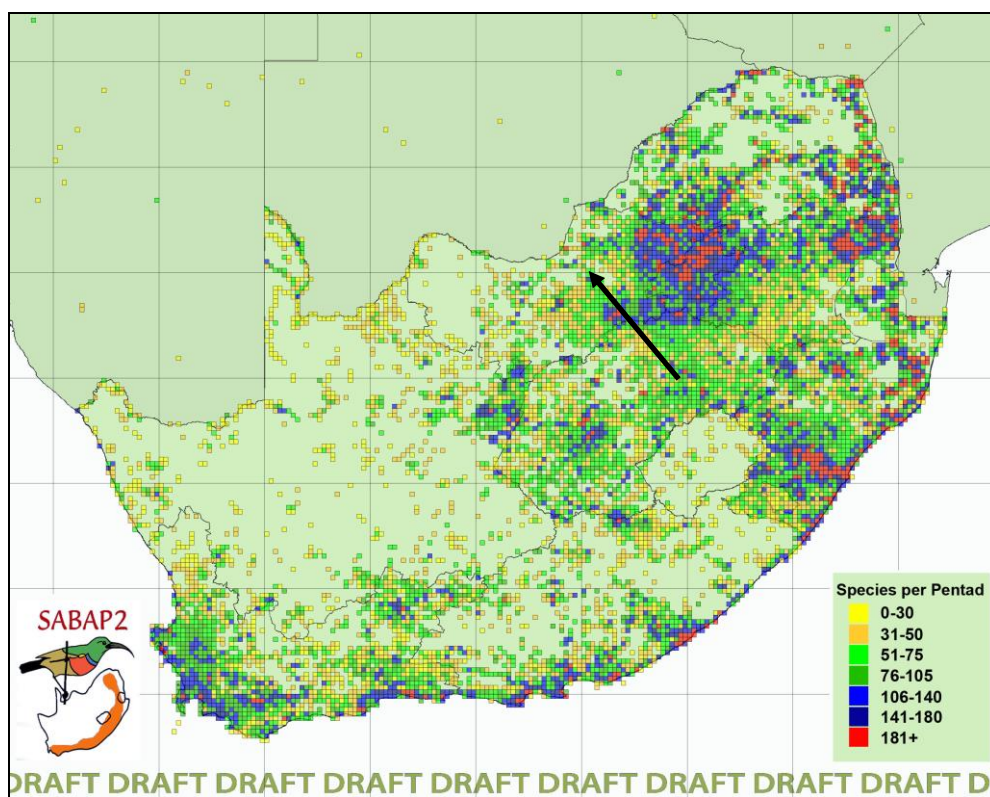 SABAP2
Species per Pentad
0-30
31-50
51-75
76-105
106-140
141-180
181+
DRAFT DRAFT DRAFT DRAFT DRAFT DRAFT DRAFT DRAFT DRAFT DRAFT D